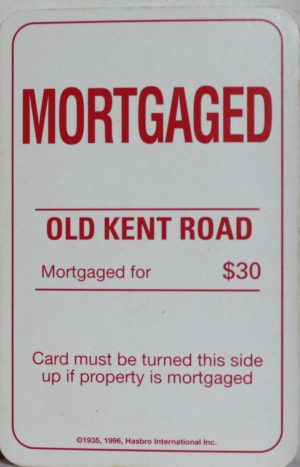 MORTGAGED
OLD KENT ROAD
Mortgaged for $30
Card must be turned this side
up if property is mortgaged
©1935, 1996, Hasbro International Inc.